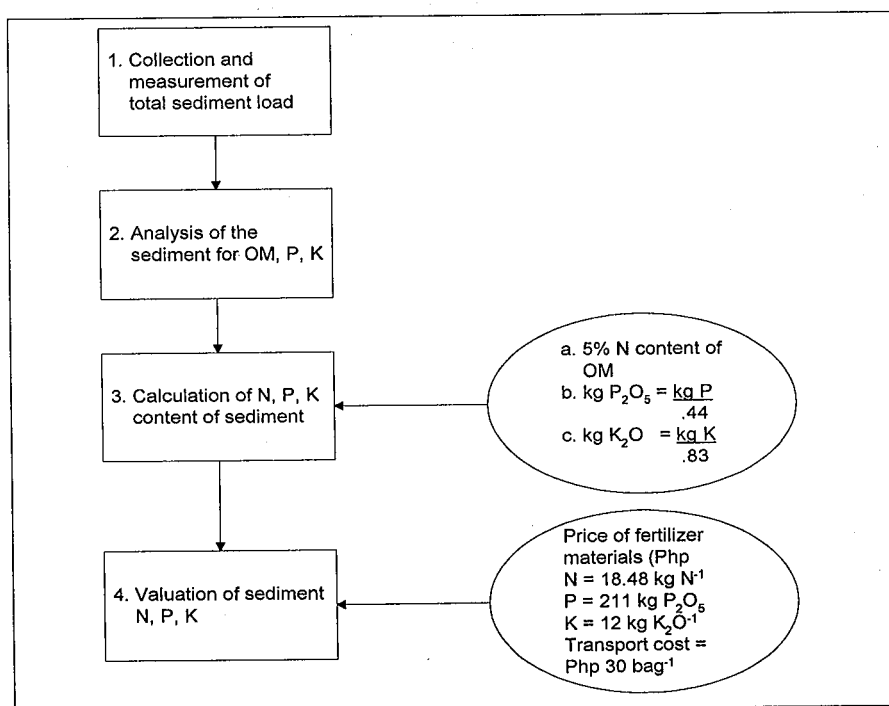 1. Collection and
measurement of
total sediment load
2. Analysis of the
sediment for OM, P, K
3. Calculation of N, P, K
content of sediment
a. 5% N content of
OM
b. kg P₂O₅ = kg P
.44
c. kg K₂O = kg K
.83
4. Valuation of sediment
N, P, K
Price of fertilizer
materials (Php
N = 18.48 kg N⁻¹
P = 211 kg P₂O₅
K = 12 kg K₂O⁻¹
Transport cost =
Php 30 bag⁻¹